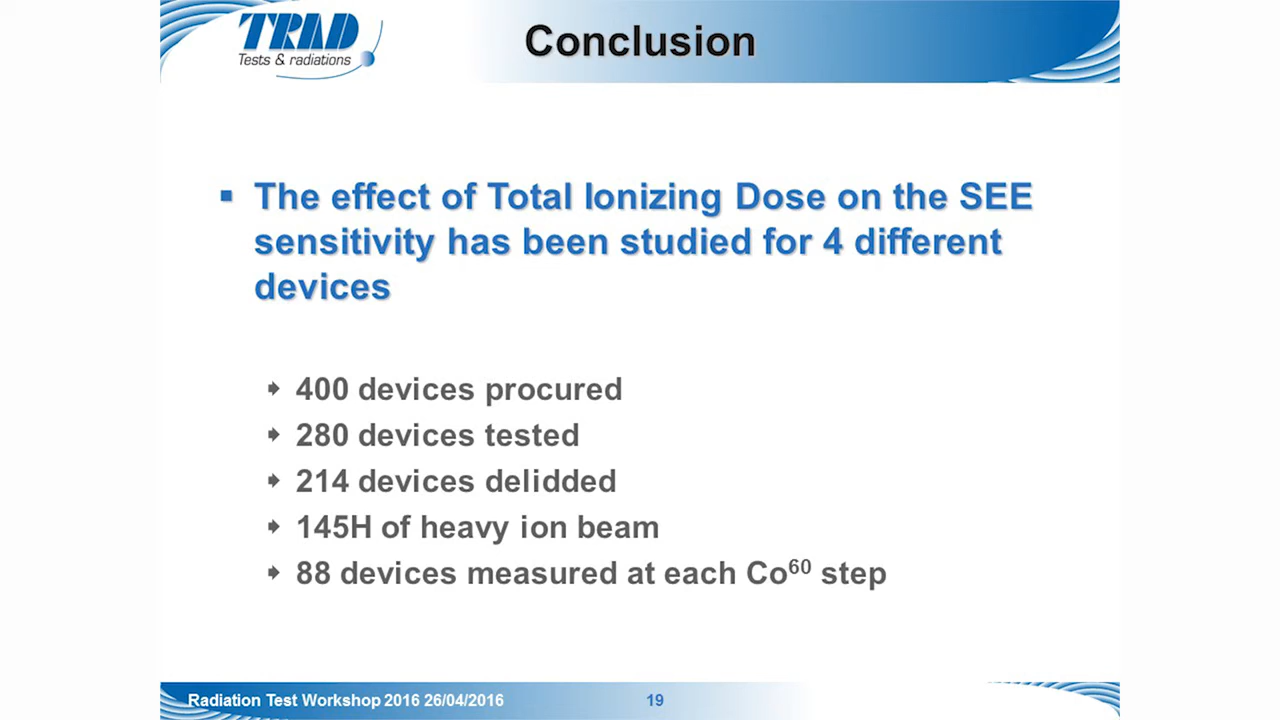 TRAD
Tests & radiations
Conclusion
▪ The effect of Total Ionizing Dose on the SEE
sensitivity has been studied for 4 different
devices
➧ 400 devices procured
➧ 280 devices tested
➧ 214 devices delidded
➧ 145H of heavy ion beam
➧ 88 devices measured at each Co⁶⁰ step
Radiation Test Workshop 2016 26/04/2016
19